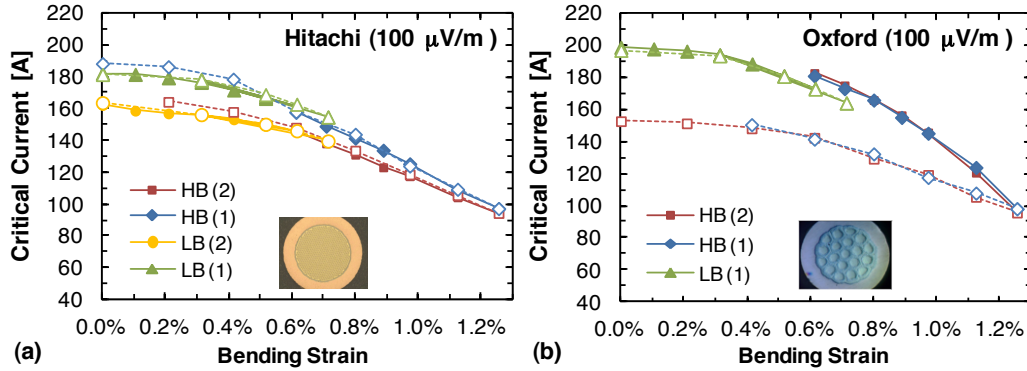 Hitachi (100 μV/m )
Critical Current [A]
220
200
180
160
140
120
100
80
60
40
HB (2)
HB (1)
LB (2)
LB (1)
0.0% 0.2% 0.4% 0.6% 0.8% 1.0% 1.2%
(a) Bending Strain
Oxford (100 μV/m )
Critical Current [A]
220
200
180
160
140
120
100
80
60
40
HB (2)
HB (1)
LB (1)
0.0% 0.2% 0.4% 0.6% 0.8% 1.0% 1.2%
(b) Bending Strain